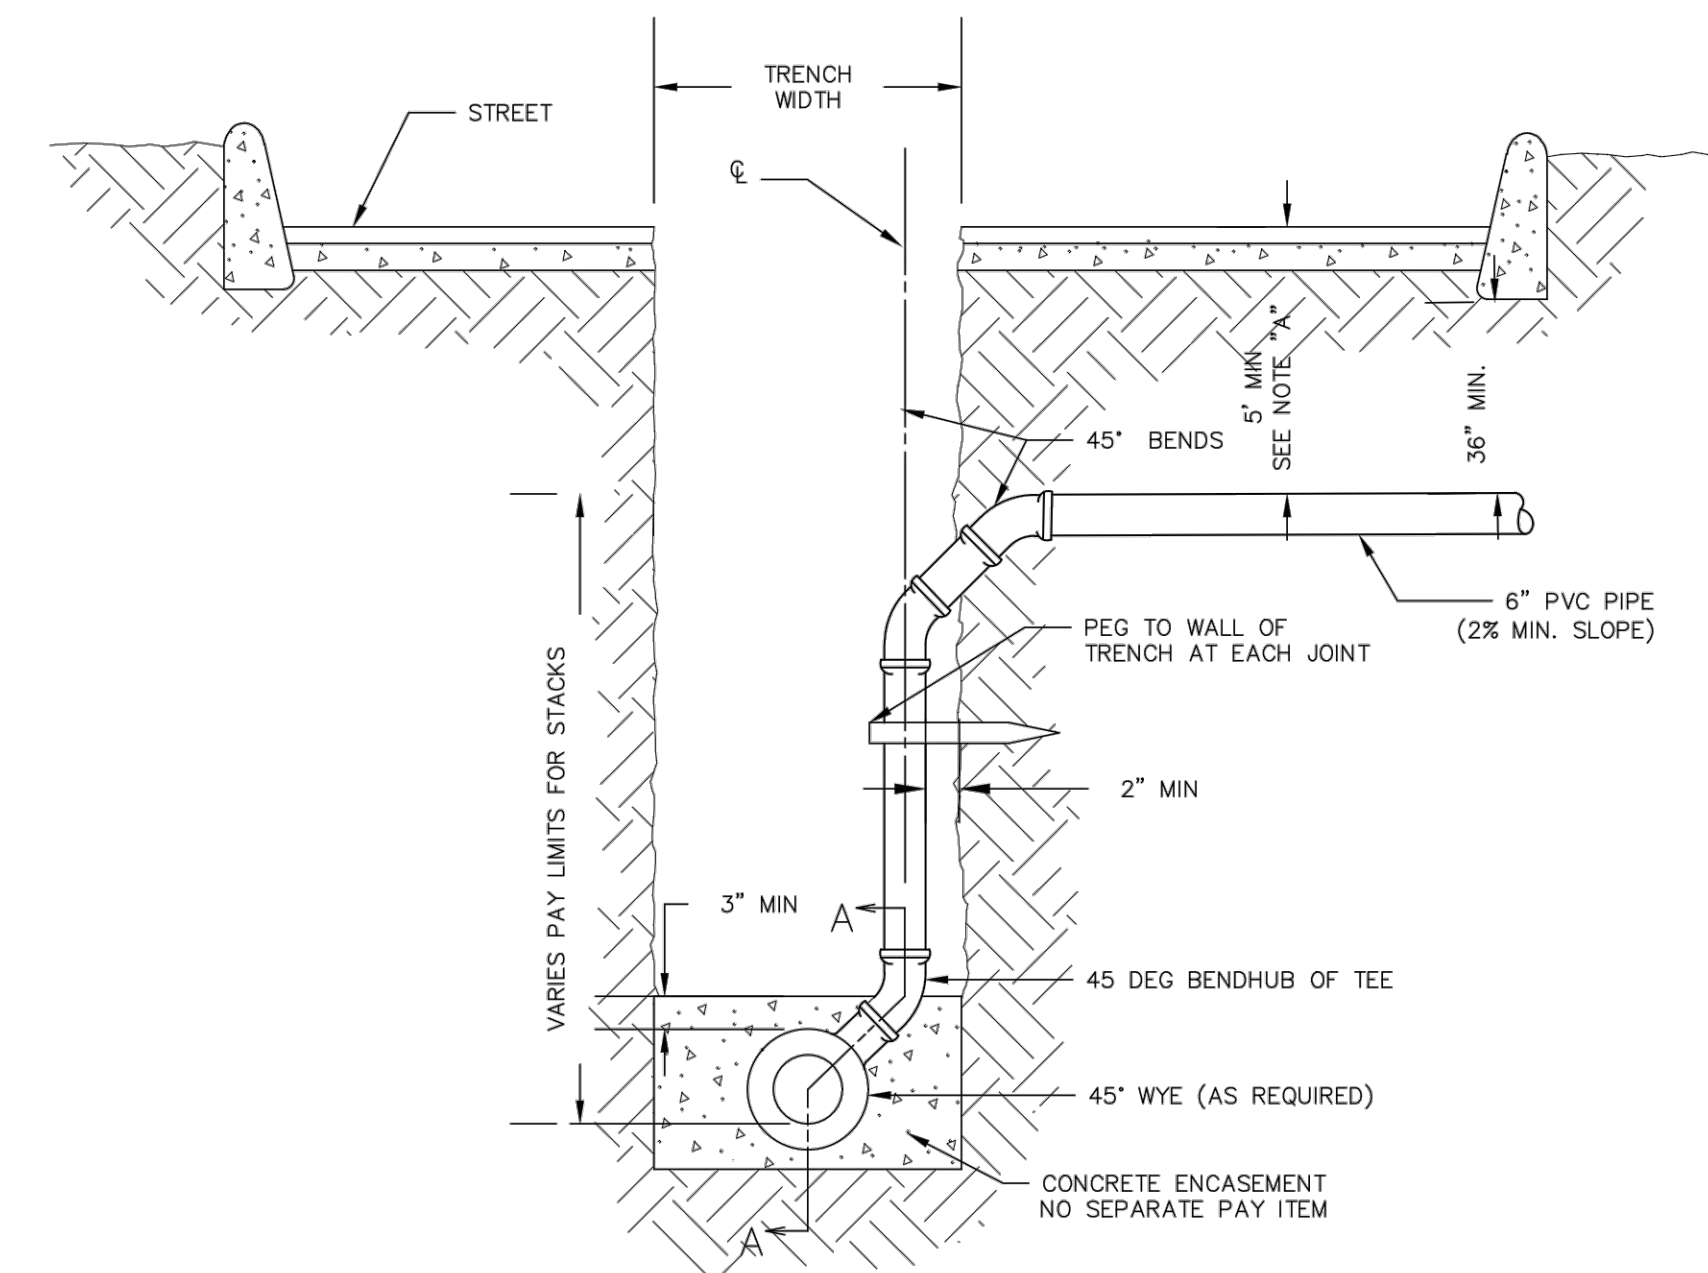 TRENCH
WIDTH
STREET
℄
5' MIN
SEE NOTE "A"
36" MIN.
45° BENDS
6" PVC PIPE
(2% MIN. SLOPE)
PEG TO WALL OF
TRENCH AT EACH JOINT
VARIES PAY LIMITS FOR STACKS
2" MIN
3" MIN
A
45 DEG BENDHUB OF TEE
45° WYE (AS REQUIRED)
CONCRETE ENCASEMENT
NO SEPARATE PAY ITEM
A